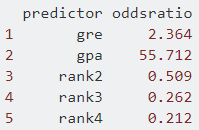 predictor oddsratio
1 gre 2.364
2 gpa 55.712
3 rank2 0.509
4 rank3 0.262
5 rank4 0.212